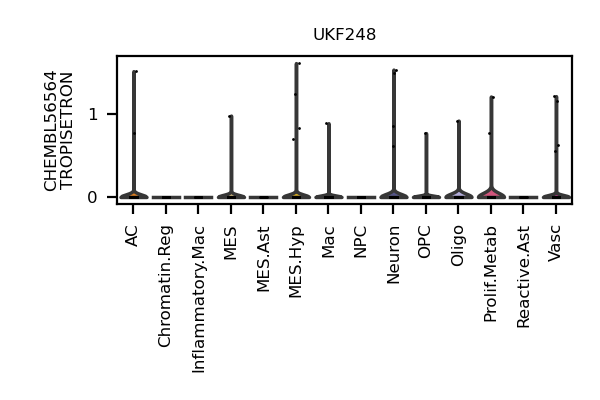 UKF248
CHEMBL56564
TROPISETRON
1
0
AC
Chromatin.Reg
Inflammatory.Mac
MES
MES.Ast
MES.Hyp
Mac
NPC
Neuron
OPC
Oligo
Prolif.Metab
Reactive.Ast
Vasc